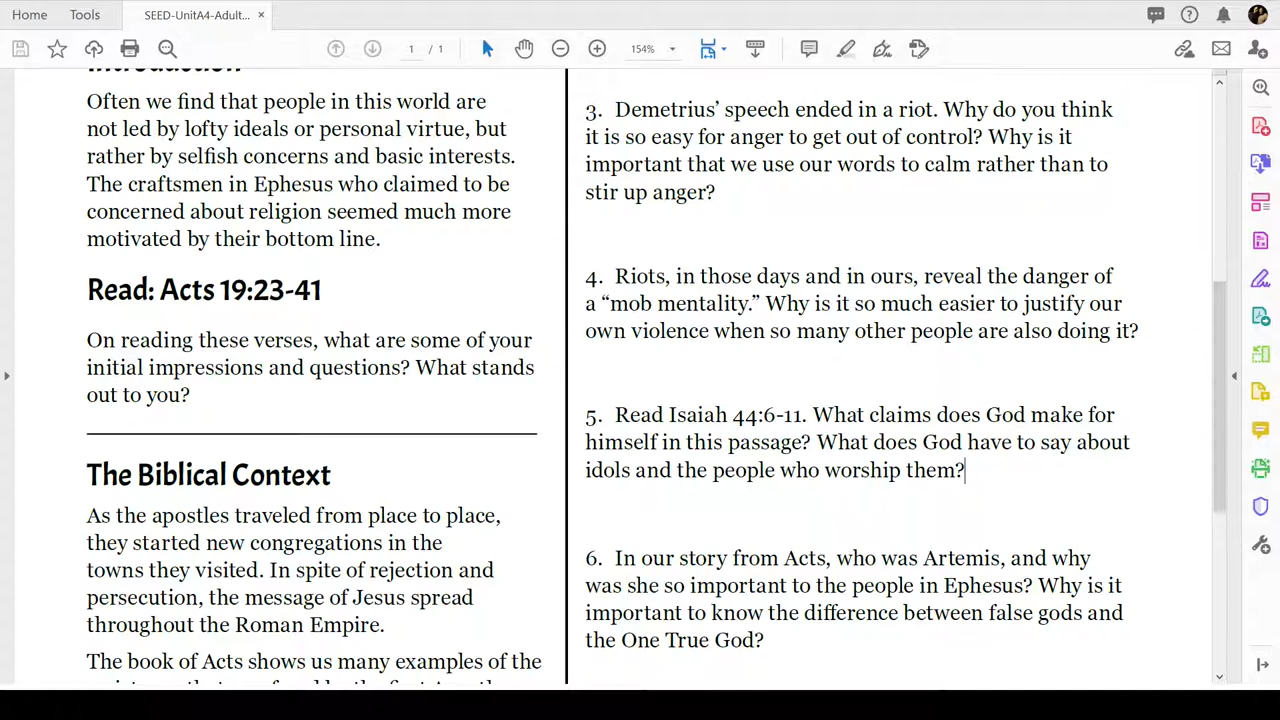 Home
Tools
SEED-UnitA4-Adult... ×
1 / 1
154%
Introduction
Often we find that people in this world are
not led by lofty ideals or personal virtue, but
rather by selfish concerns and basic interests.
The craftsmen in Ephesus who claimed to be
concerned about religion seemed much more
motivated by their bottom line.
Read: Acts 19:23-41
On reading these verses, what are some of your
initial impressions and questions? What stands
out to you?
The Biblical Context
As the apostles traveled from place to place,
they started new congregations in the
towns they visited. In spite of rejection and
persecution, the message of Jesus spread
throughout the Roman Empire.
The book of Acts shows us many examples of the
3. Demetrius’ speech ended in a riot. Why do you think
it is so easy for anger to get out of control? Why is it
important that we use our words to calm rather than to
stir up anger?
4. Riots, in those days and in ours, reveal the danger of
a “mob mentality.” Why is it so much easier to justify our
own violence when so many other people are also doing it?
5. Read Isaiah 44:6-11. What claims does God make for
himself in this passage? What does God have to say about
idols and the people who worship them?
6. In our story from Acts, who was Artemis, and why
was she so important to the people in Ephesus? Why is it
important to know the difference between false gods and
the One True God?